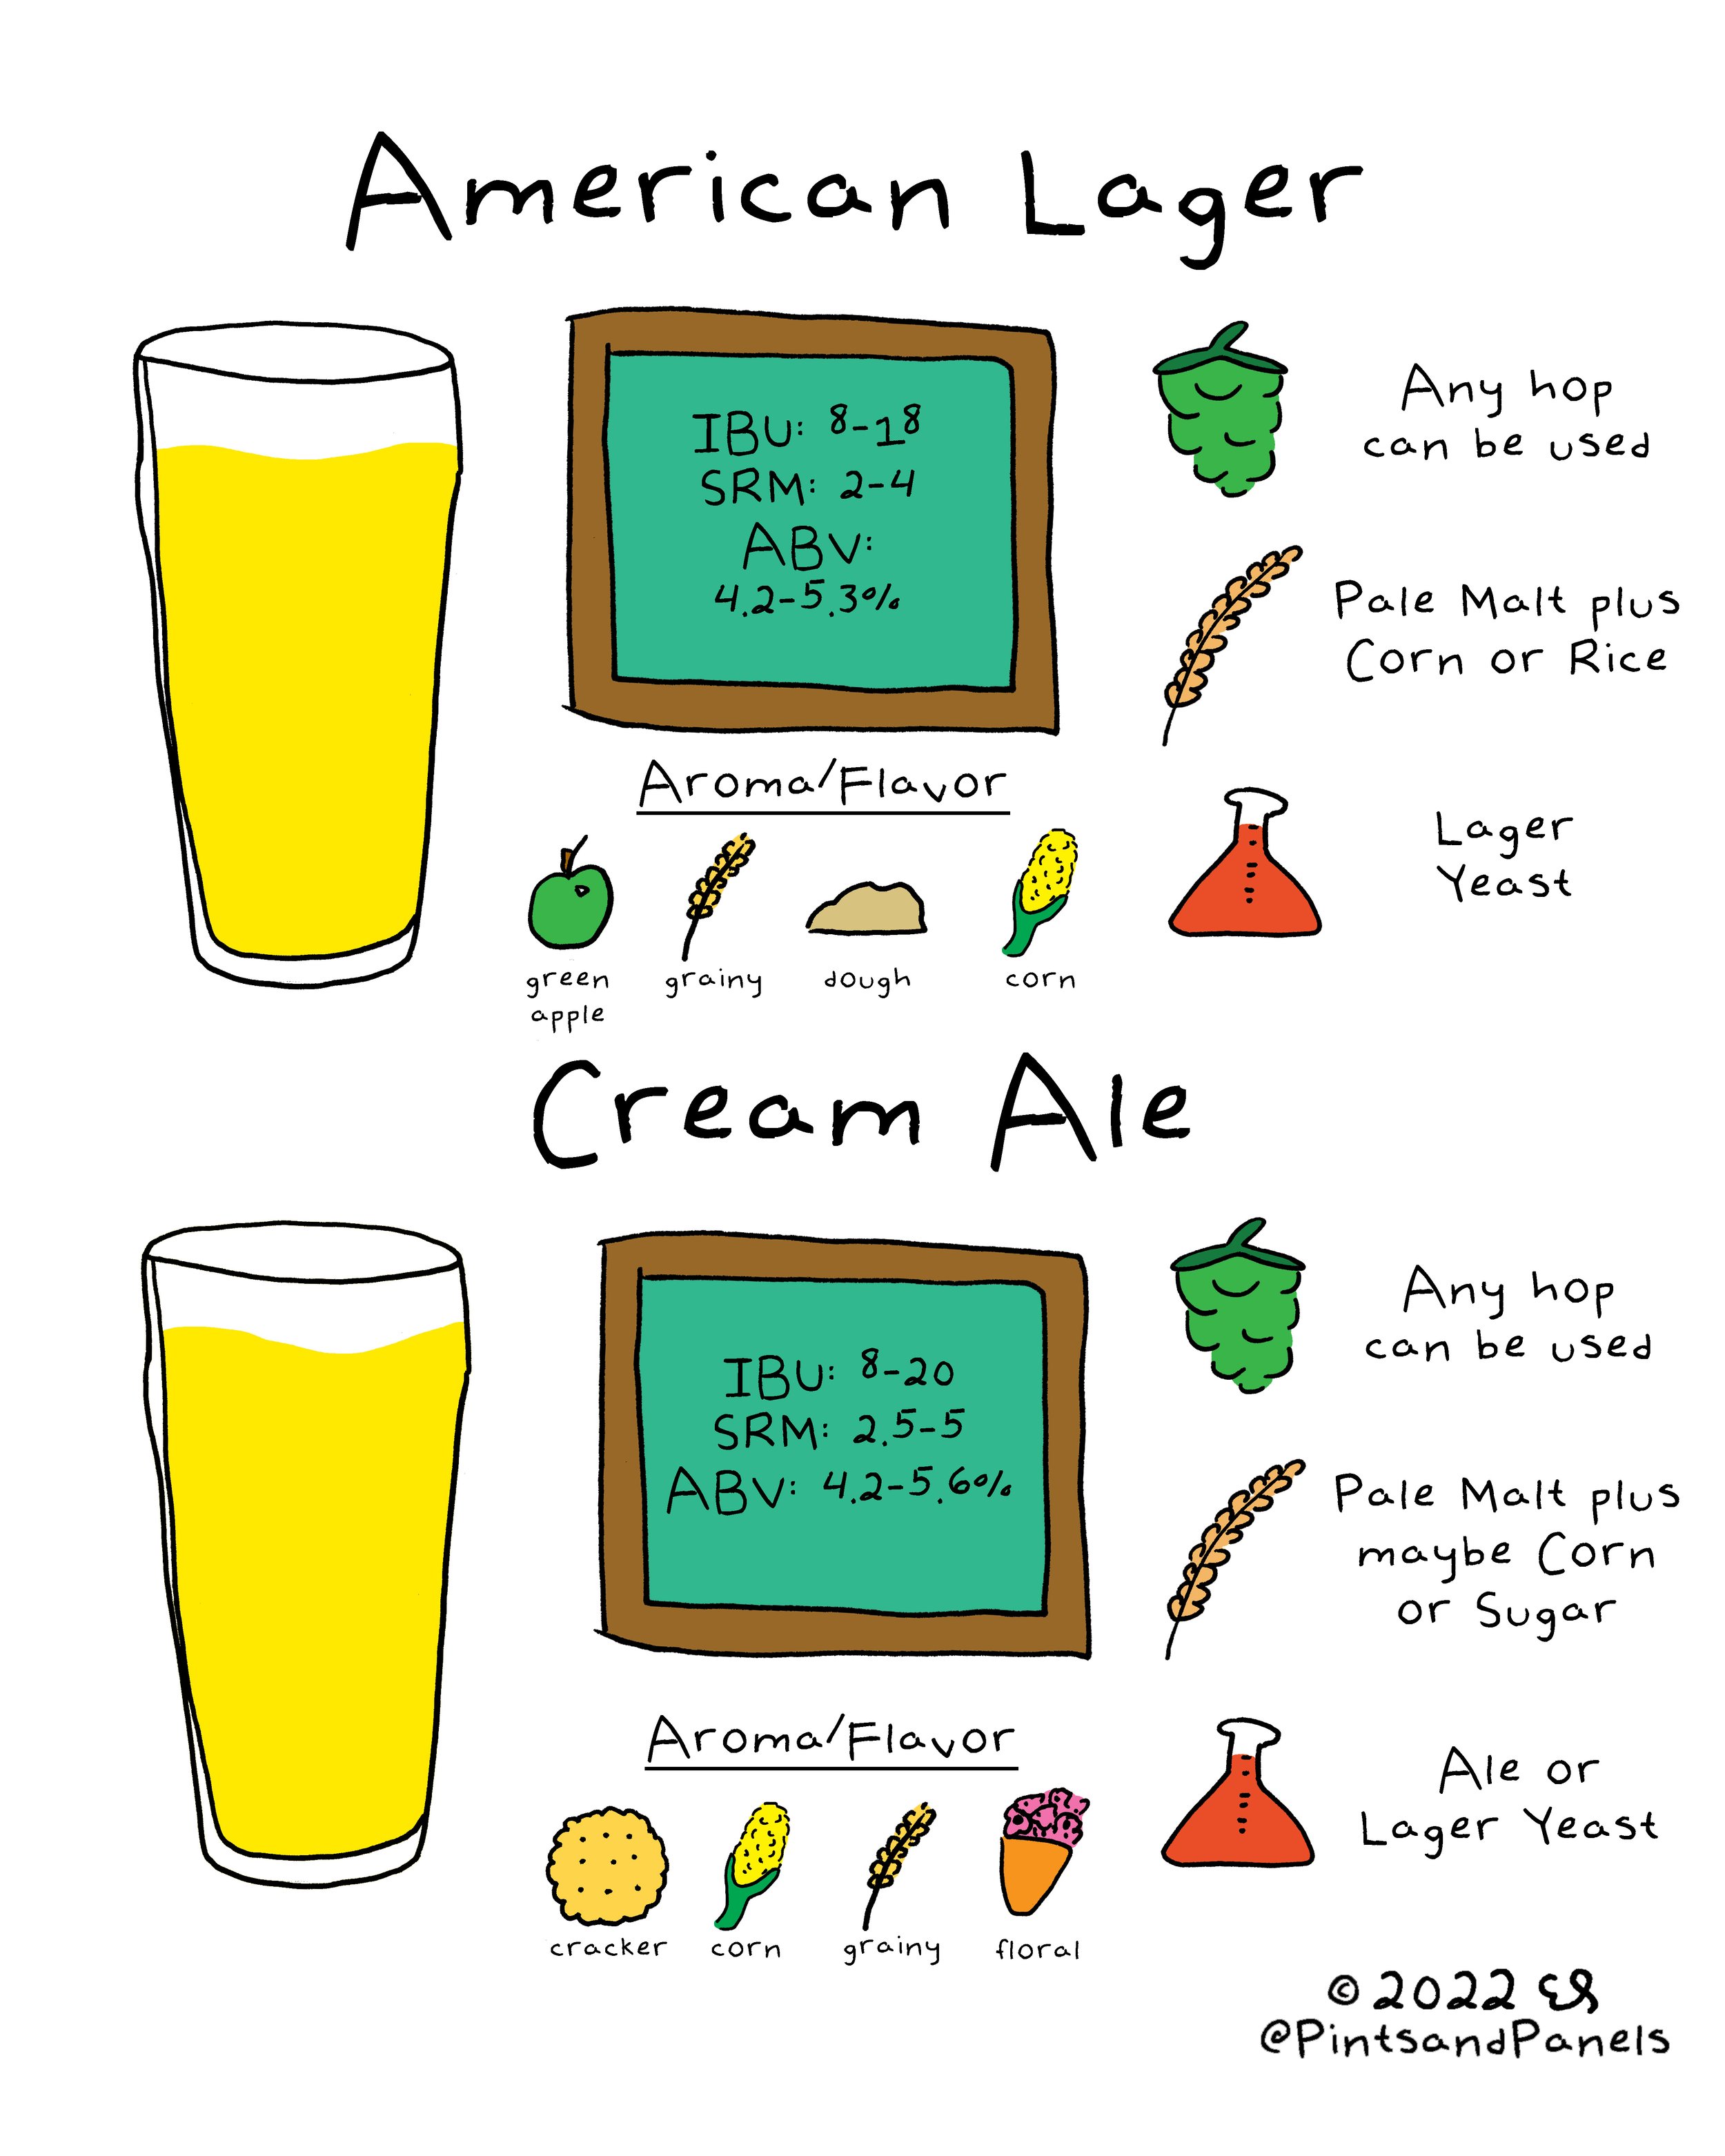 American Lager
IBU: 8-18
SRM: 2-4
ABV:
4.2-5.3%
Any hop
can be used
Pale Malt plus
Corn or Rice
Lager
Yeast
Aroma/Flavor
green
apple
grainy
dough
corn
Cream Ale
IBU: 8-20
SRM: 2.5-5
ABV: 4.2-5.6%
Any hop
can be used
Pale Malt plus
maybe Corn
or Sugar
Ale or
Lager Yeast
Aroma/Flavor
cracker
corn
grainy
floral
© 2022
@PintsandPanels